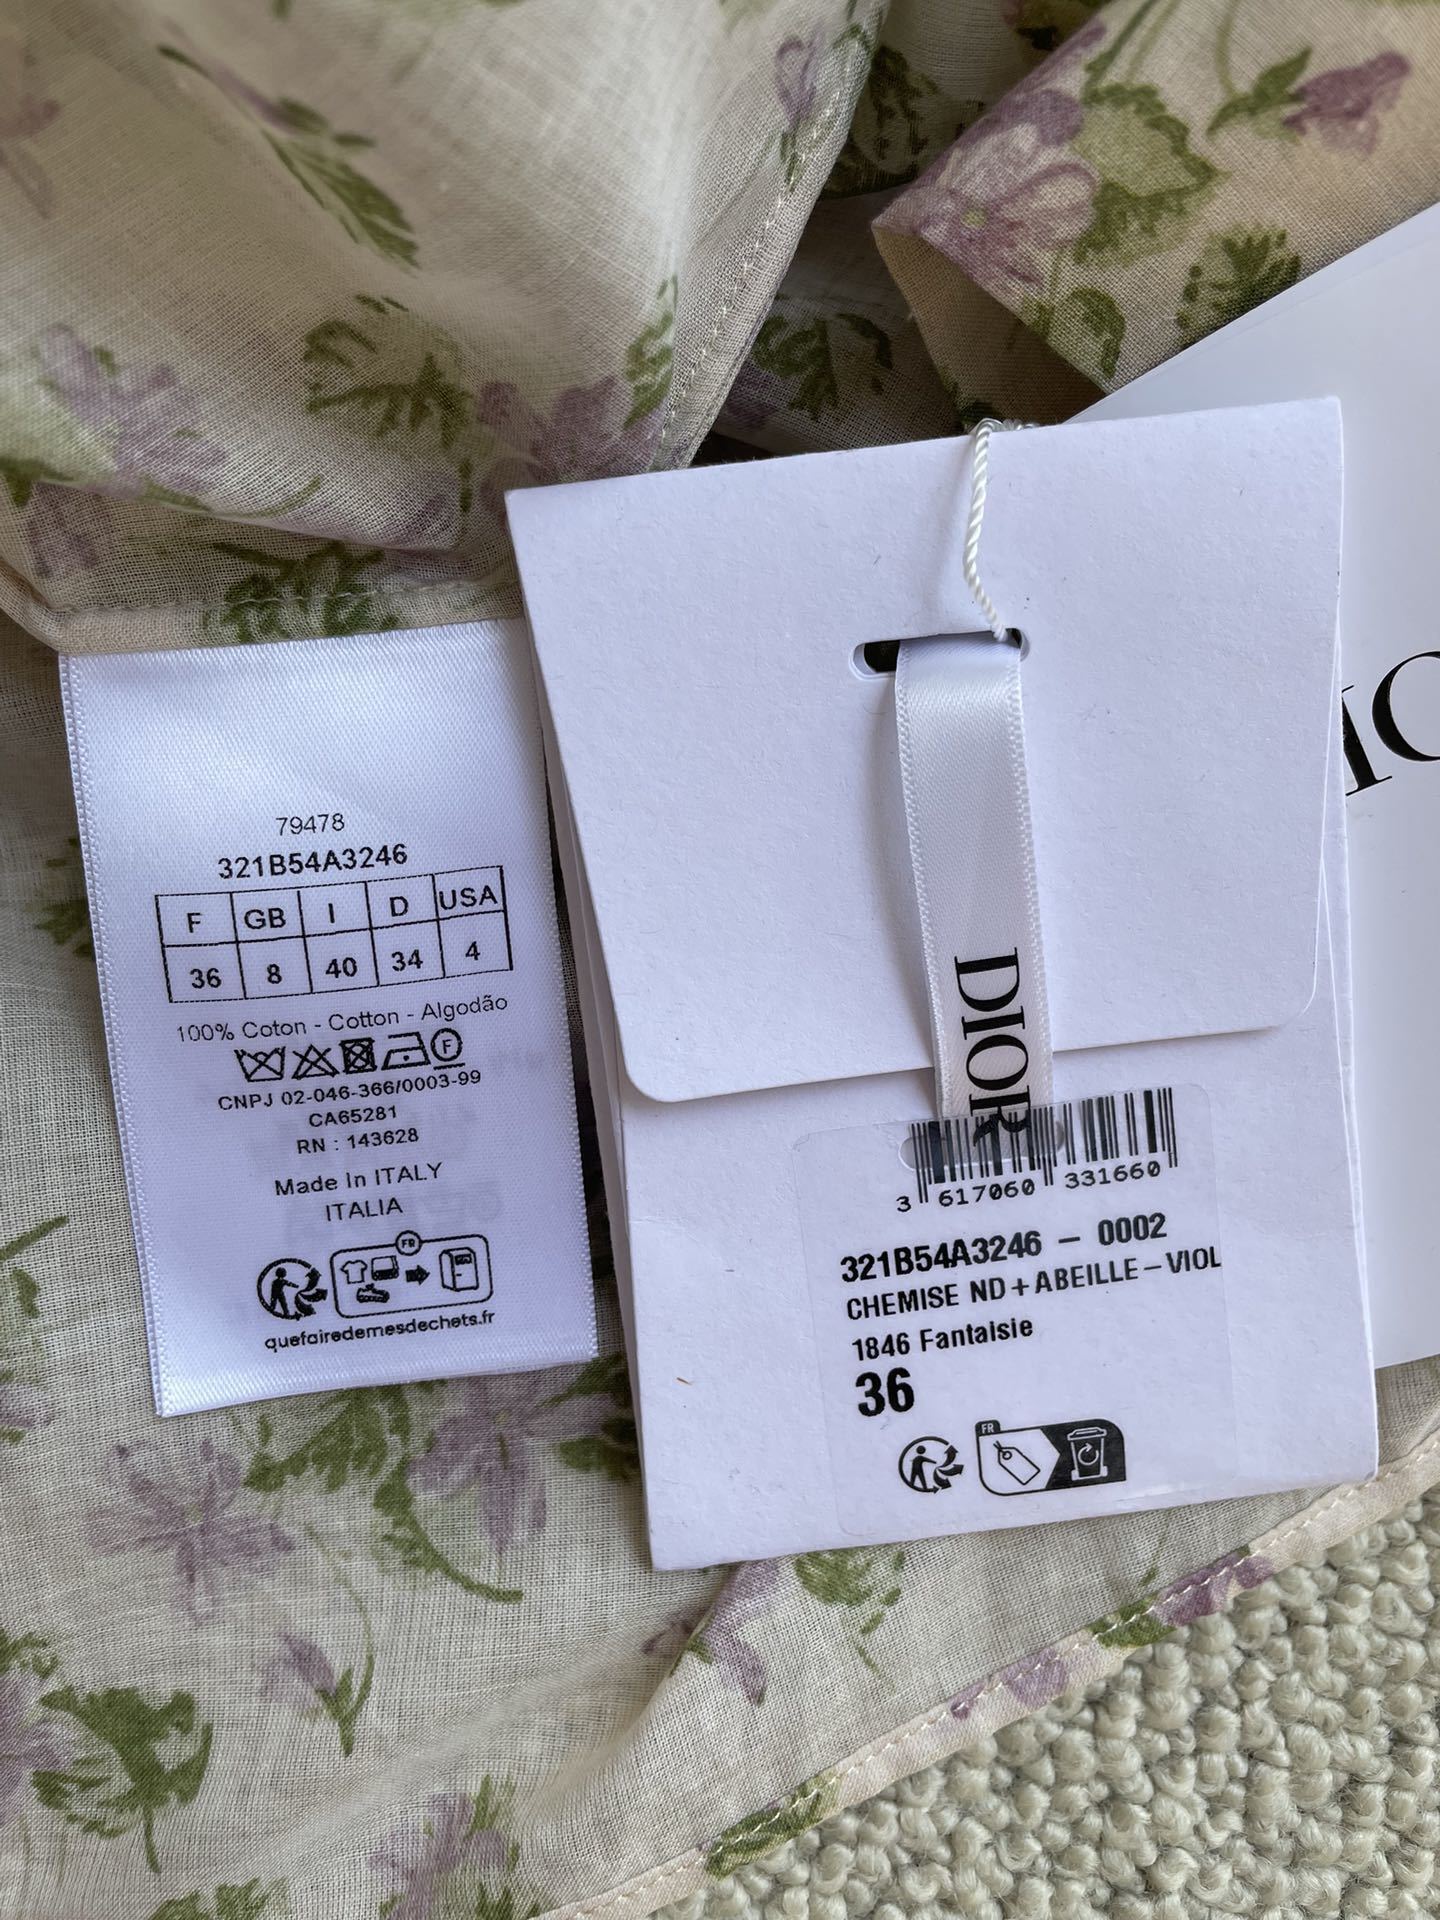 79478
321B54A3246
F GB I D USA
36 8 40 34 4
100% Coton - Cotton - Algodão
F
CNPJ 02-046-366/0003-99
CA65281
RN : 143628
Made In ITALY
ITALIA
FR
quefairedemesdechets.fr
DIOR
3 617060 331660
321B54A3246 - 0002
CHEMISE ND+ABEILLE-VIOL
1846 Fantaisie
36
FR